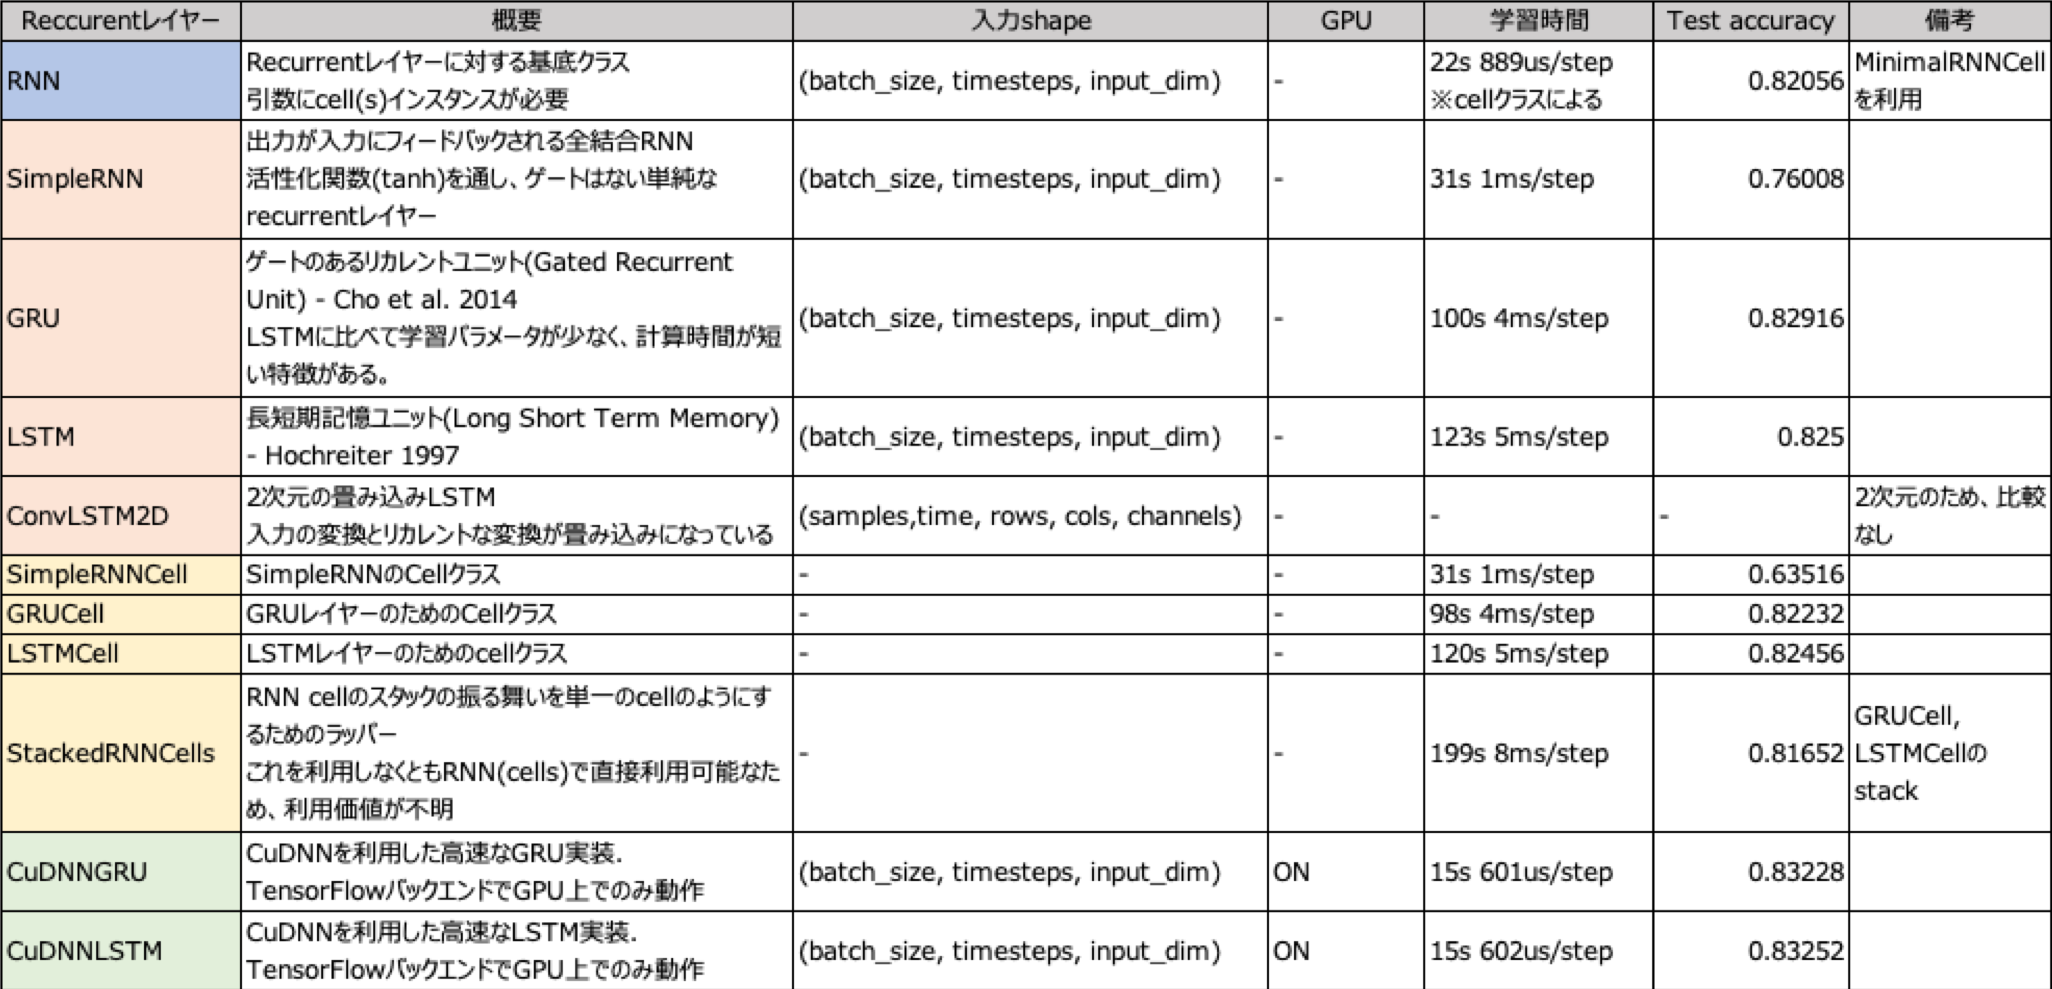 Reccurentレイヤー 概要 入力shape GPU 学習時間 Test accuracy 備考
RNN
Recurrentレイヤーに対する基底クラス
引数にcell(s)インスタンスが必要
(batch_size, timesteps, input_dim)
-
22s 889us/step
※cellクラスによる
0.82056
MinimalRNNCell
を利用
SimpleRNN
出力が入力にフィードバックされる全結合RNN
活性化関数(tanh)を通し、ゲートはない単純な
recurrentレイヤー
(batch_size, timesteps, input_dim)
-
31s 1ms/step
0.76008
GRU
ゲートのあるリカレントユニット(Gated Recurrent
Unit) - Cho et al. 2014
LSTMに比べて学習パラメータが少なく、計算時間が短
い特徴がある。
(batch_size, timesteps, input_dim)
-
100s 4ms/step
0.82916
LSTM
長短期記憶ユニット(Long Short Term Memory)
- Hochreiter 1997
(batch_size, timesteps, input_dim)
-
123s 5ms/step
0.825
ConvLSTM2D
2次元の畳み込みLSTM
入力の変換とリカレントな変換が畳み込みになっている
(samples,time, rows, cols, channels)
-
-
-
2次元のため、比較
なし
SimpleRNNCell
SimpleRNNのCellクラス
-
-
31s 1ms/step
0.63516
GRUCell
GRUレイヤーのためのCellクラス
-
-
98s 4ms/step
0.82232
LSTMCell
LSTMレイヤーのためのcellクラス
-
-
120s 5ms/step
0.82456
StackedRNNCells
RNN cellのスタックの振る舞いを単一のcellのようにす
るためのラッパー
これを利用しなくともRNN(cells)で直接利用可能なた
め、利用価値が不明
-
-
199s 8ms/step
0.81652
GRUCell,
LSTMCellの
stack
CuDNNGRU
CuDNNを利用した高速なGRU実装.
TensorFlowバックエンドでGPU上でのみ動作
(batch_size, timesteps, input_dim)
ON
15s 601us/step
0.83228
CuDNNLSTM
CuDNNを利用した高速なLSTM実装.
TensorFlowバックエンドでGPU上でのみ動作
(batch_size, timesteps, input_dim)
ON
15s 602us/step
0.83252